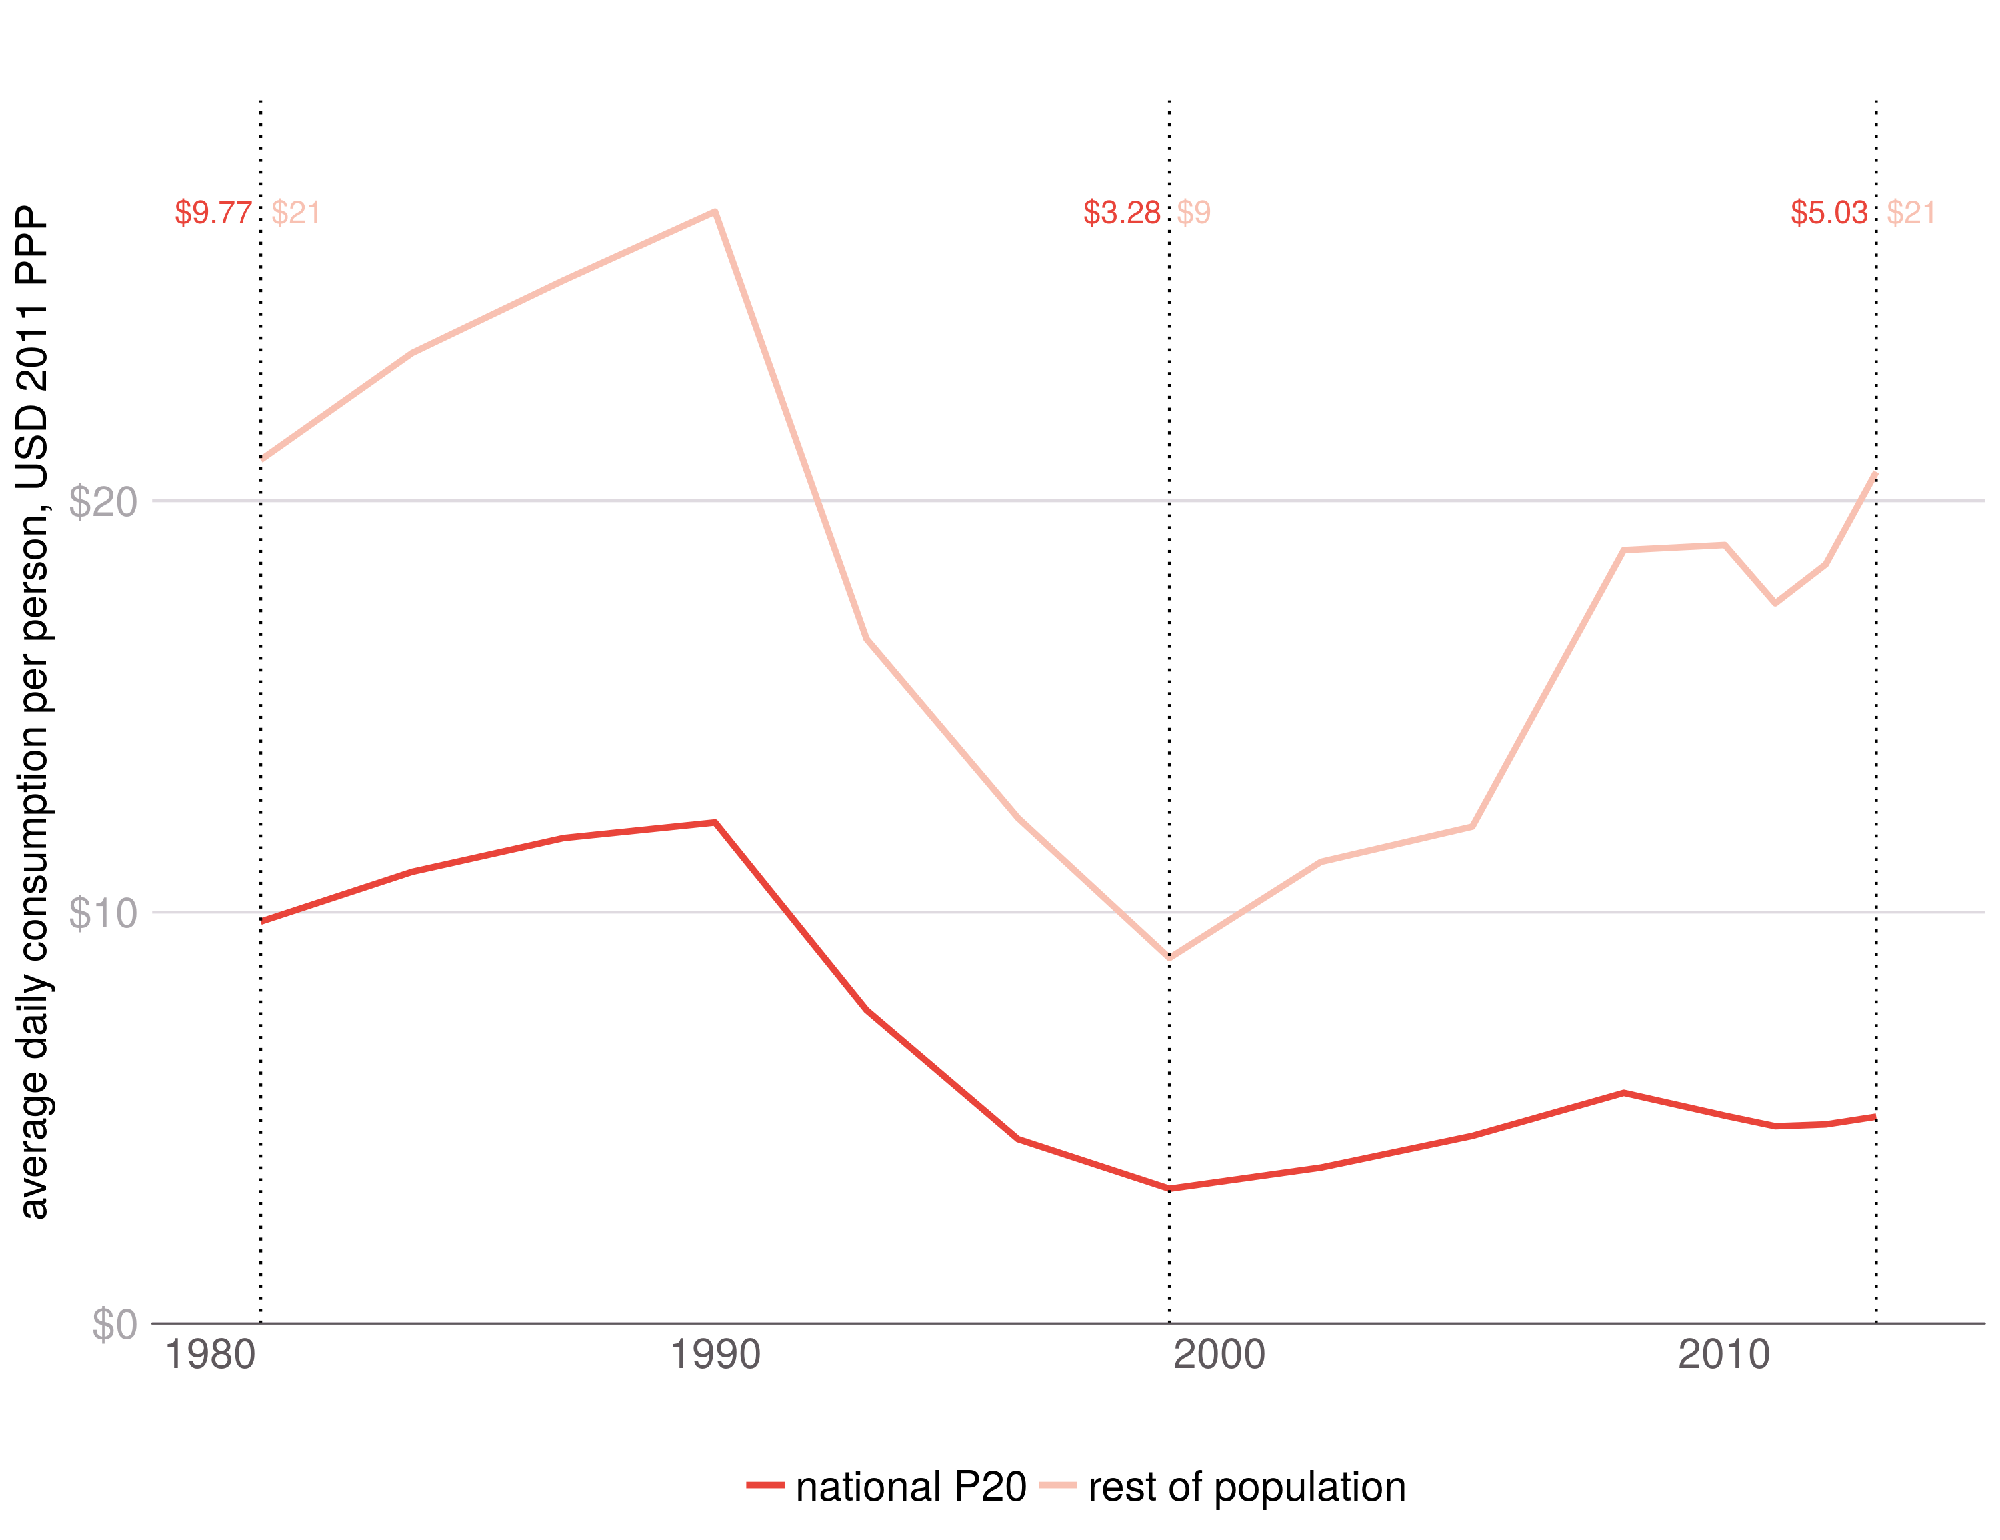 average daily consumption per person, USD 2011 PPP
$9.77 $21
$3.28 $9
$5.03 $21
$20
$10
$0
1980 1990 2000 2010
national P20 rest of population